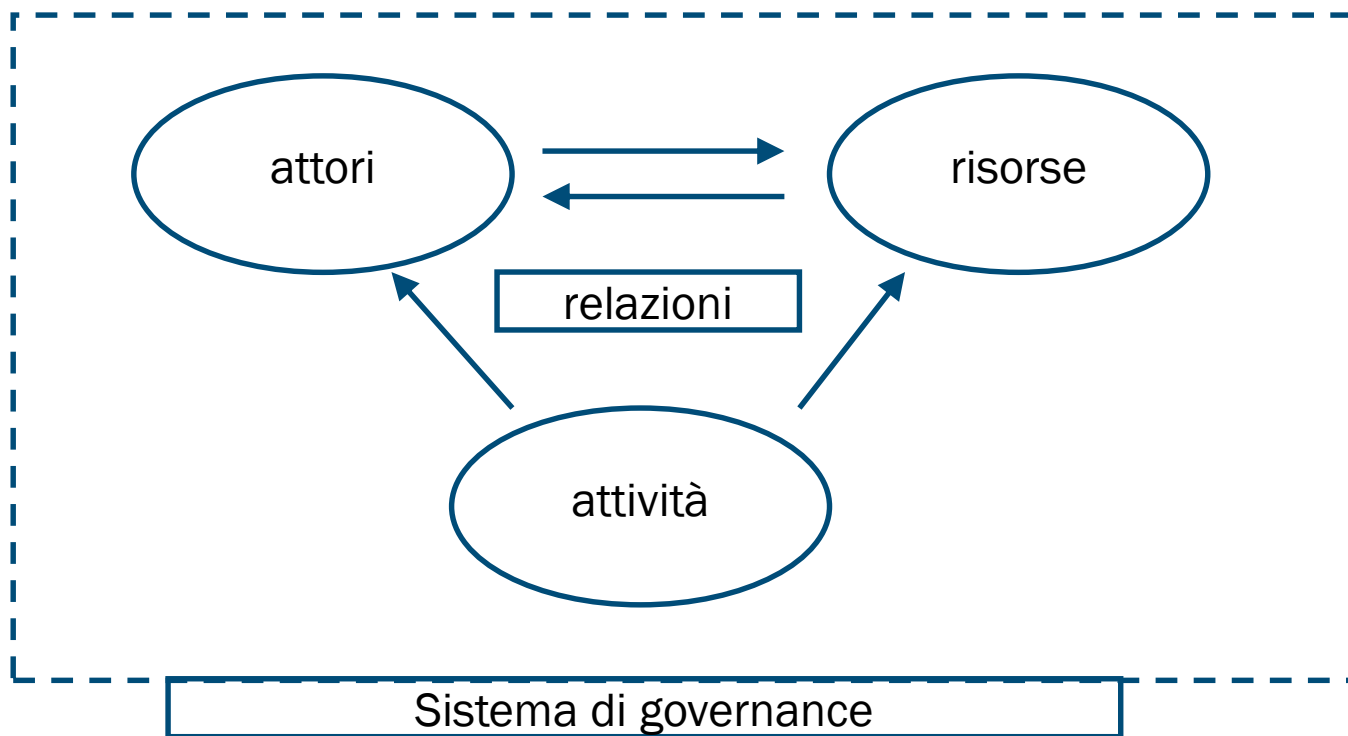 attori
risorse
relazioni
attività
Sistema di governance